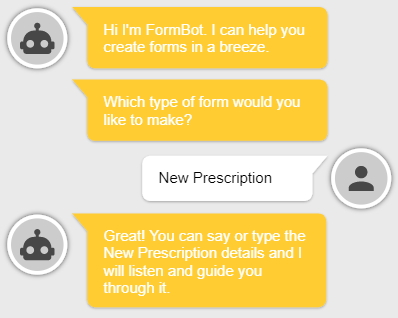 Hi I'm FormBot. I can help you
create forms in a breeze.
Which type of form would you
like to make?
New Prescription
Great! You can say or type the
New Prescription details and I
will listen and guide you
through it.